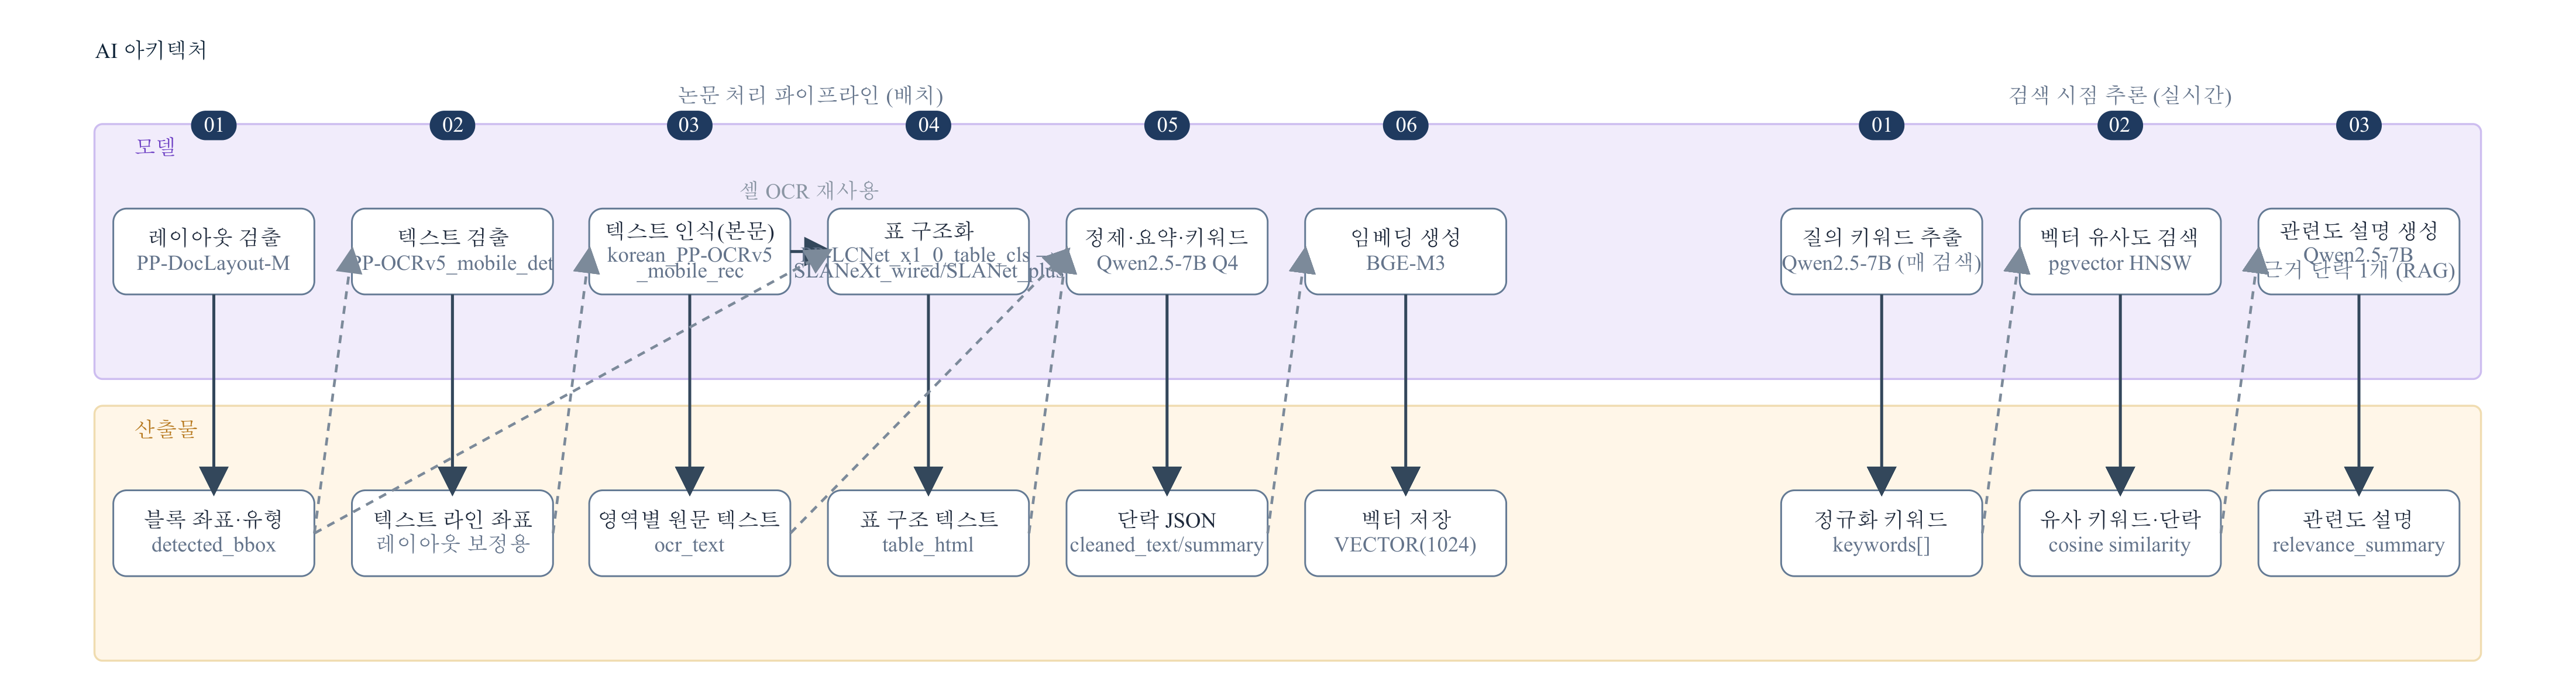 AI 아키텍처
논문 처리 파이프라인 (배치)
검색 시점 추론 (실시간)
01
02
03
04
05
06
01
02
03
모델
셀 OCR 재사용
레이아웃 검출
PP-DocLayout-M
텍스트 검출
PP-OCRv5_mobile_det
텍스트 인식(본문)
korean_PP-OCRv5
_mobile_rec
표 구조화
LCNet_x1_0_table_cls
SLANeXt_wired/SLANet_plus
정제·요약·키워드
Qwen2.5-7B Q4
임베딩 생성
BGE-M3
질의 키워드 추출
Qwen2.5-7B (매 검색)
벡터 유사도 검색
pgvector HNSW
관련도 설명 생성
Qwen2.5-7B
근거 단락 1개 (RAG)
산출물
블록 좌표·유형
detected_bbox
텍스트 라인 좌표
레이아웃 보정용
영역별 원문 텍스트
ocr_text
표 구조 텍스트
table_html
단락 JSON
cleaned_text/summary
벡터 저장
VECTOR(1024)
정규화 키워드
keywords[]
유사 키워드·단락
cosine similarity
관련도 설명
relevance_summary